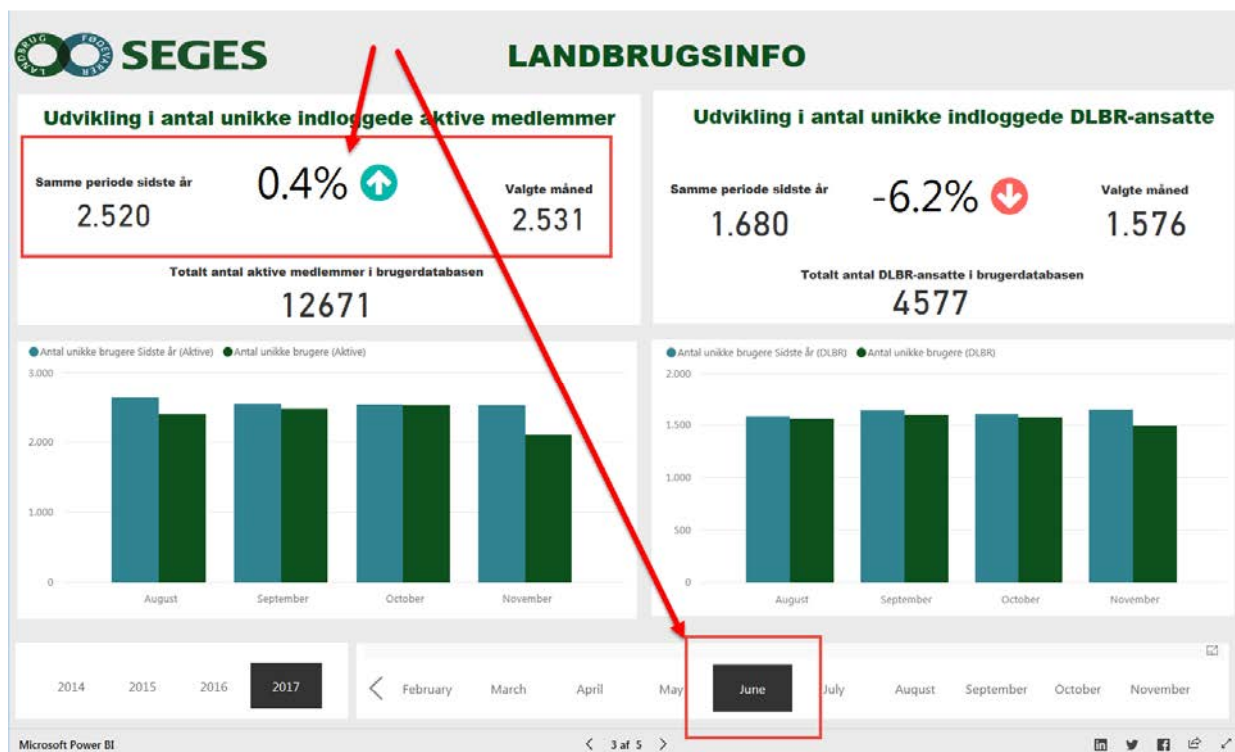 LANDBRUG FØDEVARER
SEGES
LANDBRUGSINFO
Udvikling i antal unikke indloggede aktive medlemmer
Samme periode sidste år
2.520
0.4%
Valgte måned
2.531
Totalt antal aktive medlemmer i brugerdatabasen
12671
Udvikling i antal unikke indloggede DLBR-ansatte
Samme periode sidste år
1.680
-6.2%
Valgte måned
1.576
Totalt antal DLBR-ansatte i brugerdatabasen
4577
Antal unikke brugere Sidste år (Aktive) Antal unikke brugere (Aktive)
3.000
2.000
1.000
0
August September October November
Antal unikke brugere Sidste år (DLBR) Antal unikke brugere (DLBR)
2.000
1.500
1.000
500
0
August September October November
2014 2015 2016 2017
February March April May June July August September October November
Microsoft Power BI
3 af 5